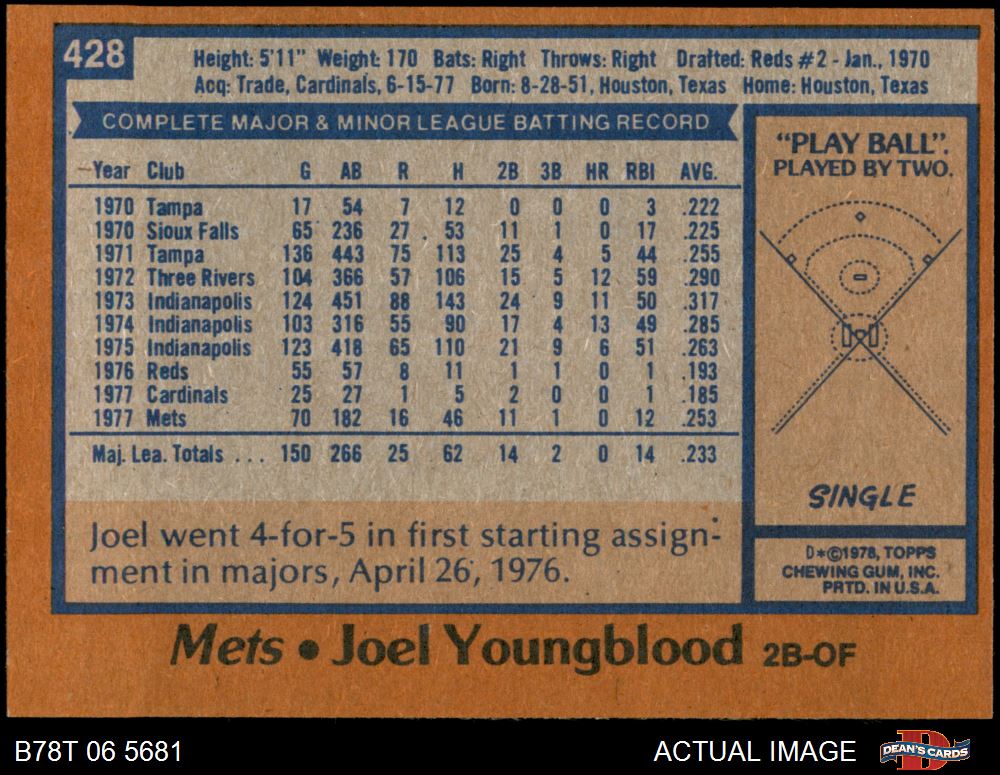 428
Height: 5'11" Weight: 170 Bats: Right Throws: Right Drafted: Reds #2 - Jan., 1970
Acq: Trade, Cardinals, 6-15-77 Born: 8-28-51, Houston, Texas Home: Houston, Texas
COMPLETE MAJOR & MINOR LEAGUE BATTING RECORD
Year Club G AB R H 2B 3B HR RBI AVG.
1970 Tampa 17 54 7 12 0 0 0 3 .222
1970 Sioux Falls 65 236 27 53 11 1 0 17 .225
1971 Tampa 136 443 75 113 25 4 5 44 .255
1972 Three Rivers 104 366 57 106 15 5 12 59 .290
1973 Indianapolis 124 451 88 143 24 9 11 50 .317
1974 Indianapolis 103 316 55 90 17 4 13 49 .285
1975 Indianapolis 123 418 65 110 21 9 6 51 .263
1976 Reds 55 57 8 11 1 1 0 1 .193
1977 Cardinals 25 27 1 5 2 0 0 1 .185
1977 Mets 70 182 16 46 11 1 0 12 .253
Maj. Lea. Totals . . . 150 266 25 62 14 2 0 14 .233
Joel went 4-for-5 in first starting assign-
ment in majors, April 26, 1976.
"PLAY BALL".
PLAYED BY TWO.
SINGLE
D*©1978, TOPPS
CHEWING GUM, INC.
PRTD. IN U.S.A.
Mets • Joel Youngblood 2B-OF
B78T 06 5681
ACTUAL IMAGE
D
DEAN'S CARDS